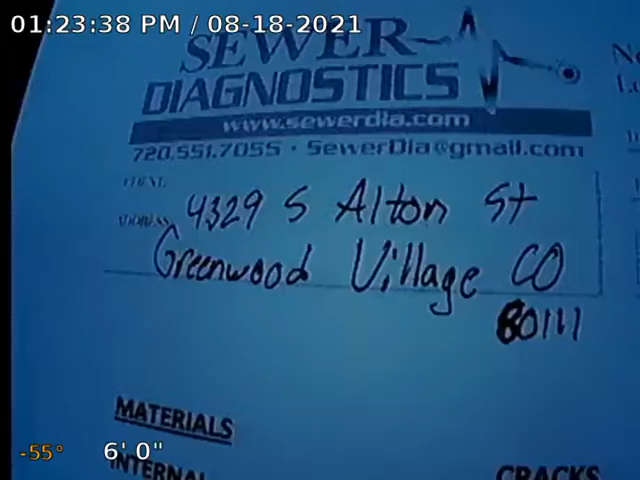 01:23:38 PM / 08-18-2021
SEWER
DIAGNOSTICS
www.sewerdia.com
720.551.7055 · SewerDia@gmail.com
CLIENT
ADDRESS 4329 S Alton St
Greenwood Village CO
80111
MATERIALS
-55° 6' 0"
INTERNAL
CRACKS